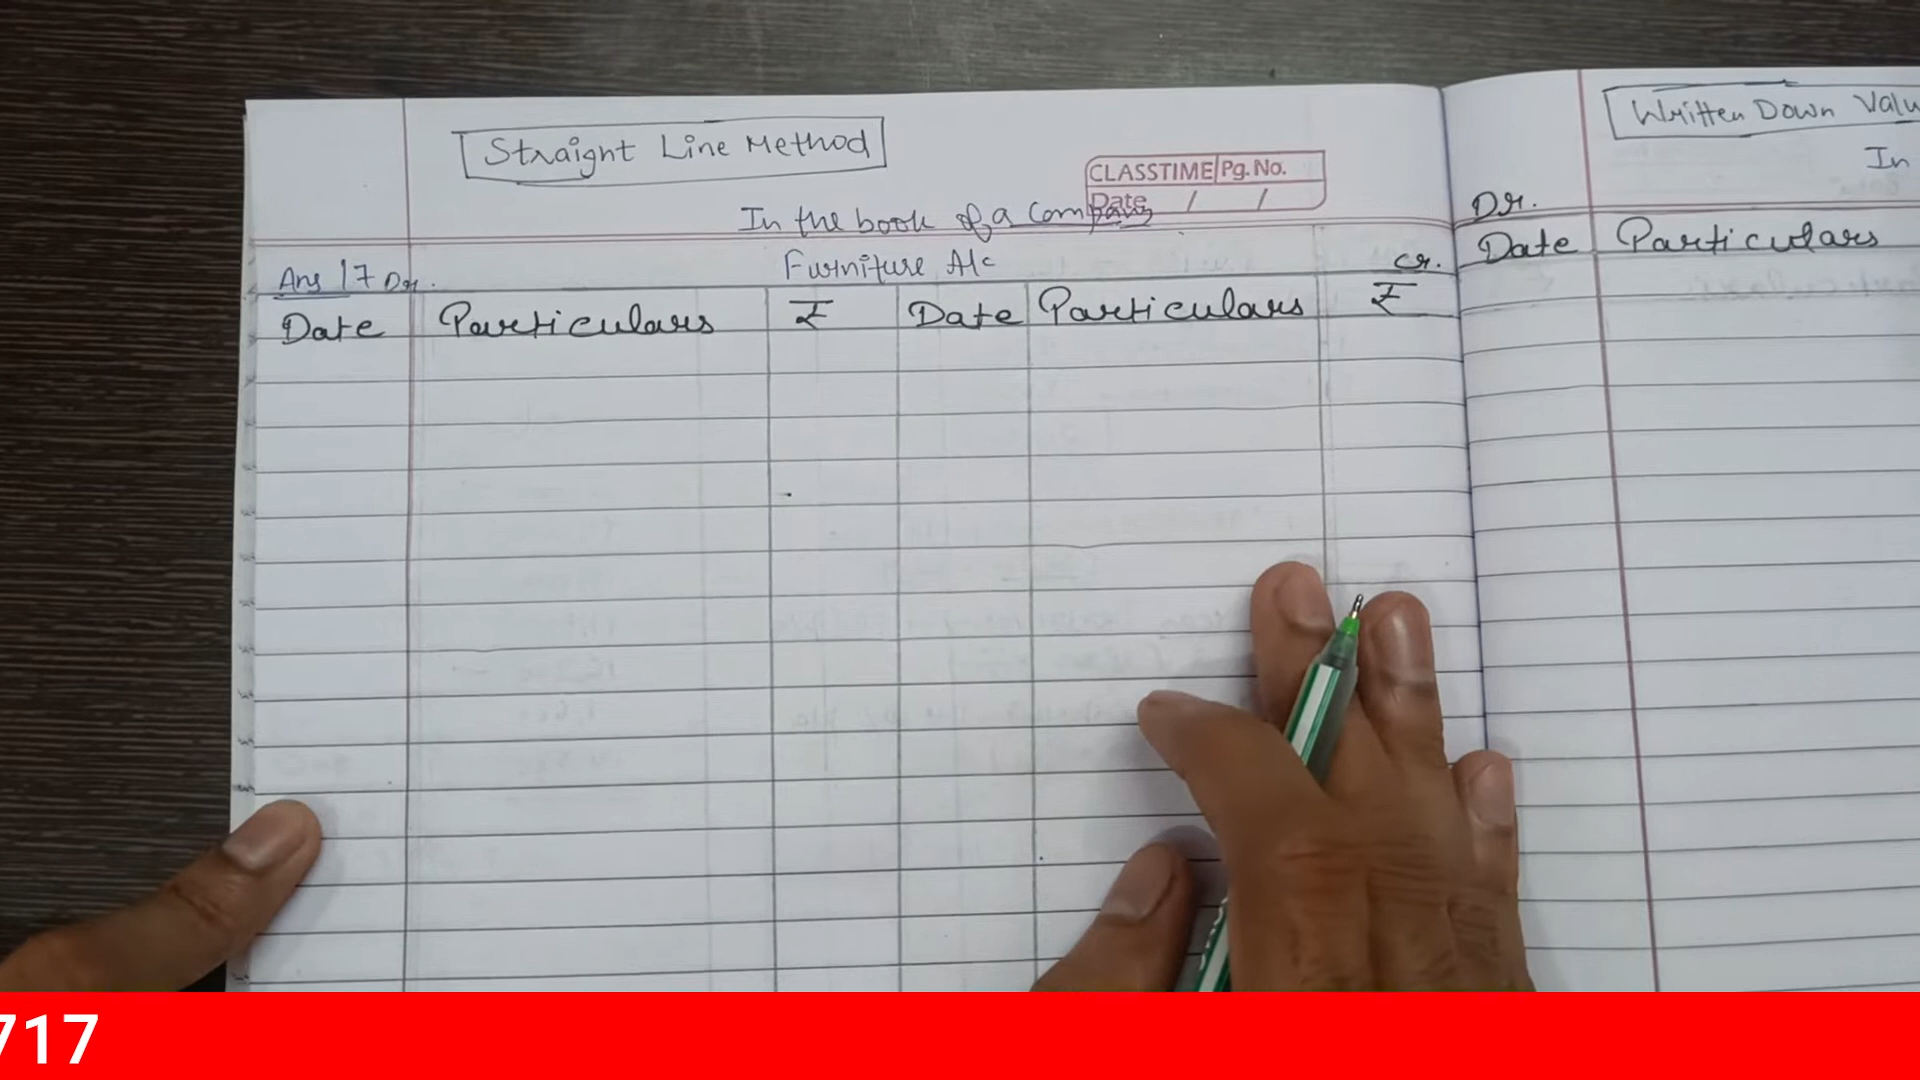 Straight Line Method
CLASSTIME Pg. No.
Date / /
In the book of a Company
Ans 17 Dr. Furniture A/c Cr.
Date Particulars ₹ Date Particulars ₹
Written Down Valu
In
Dr.
Date Particulars
717